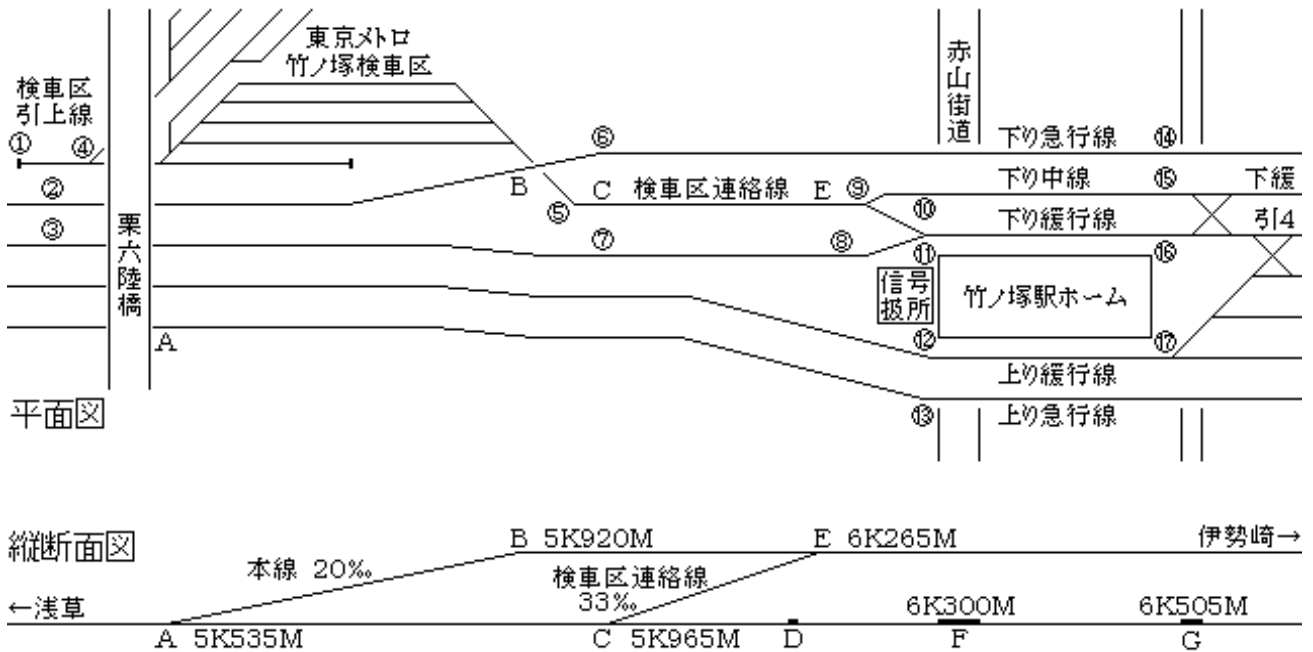 東京メトロ
竹ノ塚検車区
検車区
引上線
①
④
②
③
栗六陸橋
A
⑥
B
C
検車区連絡線
E
⑨
⑤
⑦
⑧
赤山街道
下り急行線
⑭
下り中線
⑮
下緩
⑩
下り緩行線
引4
⑪
⑯
信号
扱所
竹ノ塚駅ホーム
⑫
⑰
上り緩行線
⑬
上り急行線
平面図
縦断面図
B 5K920M
E 6K265M
伊勢崎→
本線 20‰
検車区連絡線
33‰
←浅草
6K300M
6K505M
A 5K535M
C 5K965M
D
F
G